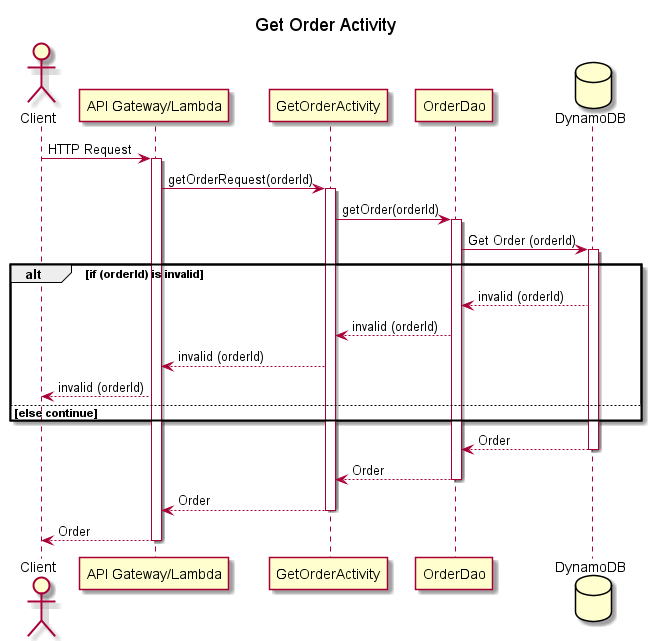 Get Order Activity
Client
API Gateway/Lambda
GetOrderActivity
OrderDao
DynamoDB
HTTP Request
getOrderRequest(orderId)
getOrder(orderId)
Get Order (orderId)
alt [if (orderId) is invalid]
invalid (orderId)
invalid (orderId)
invalid (orderId)
invalid (orderId)
[else continue]
Order
Order
Order
Order
Client
API Gateway/Lambda
GetOrderActivity
OrderDao
DynamoDB